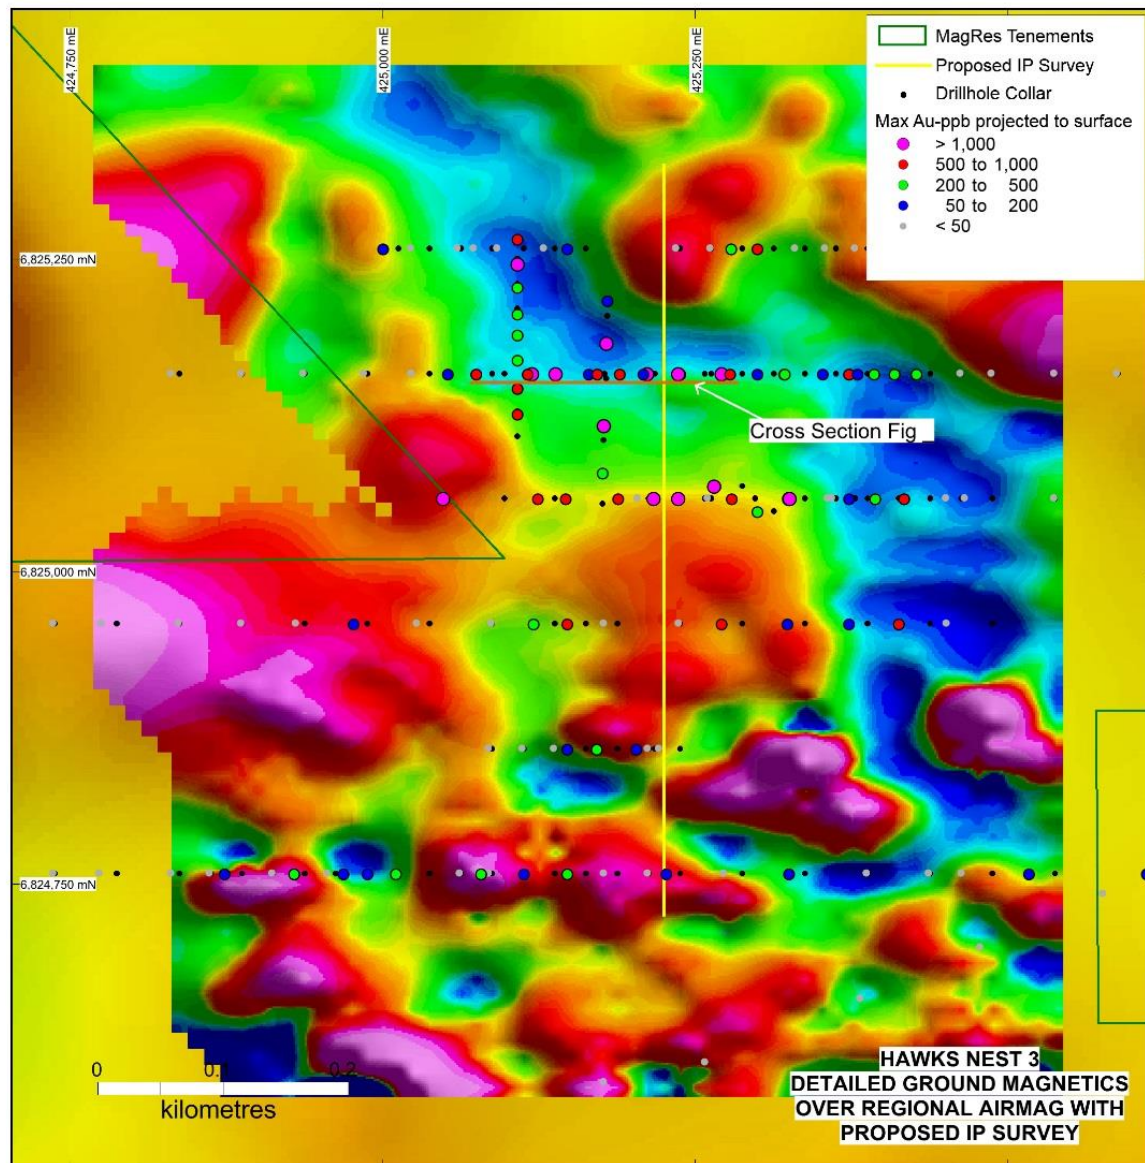 424,750 mE
425,000 mE
425,250 mE
MagRes Tenements
Proposed IP Survey
Drillhole Collar
Max Au-ppb projected to surface
> 1,000
500 to 1,000
200 to 500
50 to 200
< 50
6,825,250 mN
Cross Section Fig_
6,825,000 mN
6,824,750 mN
0
0.2
kilometres
HAWKS NEST 3
DETAILED GROUND MAGNETICS
OVER REGIONAL AIRMAG WITH
PROPOSED IP SURVEY